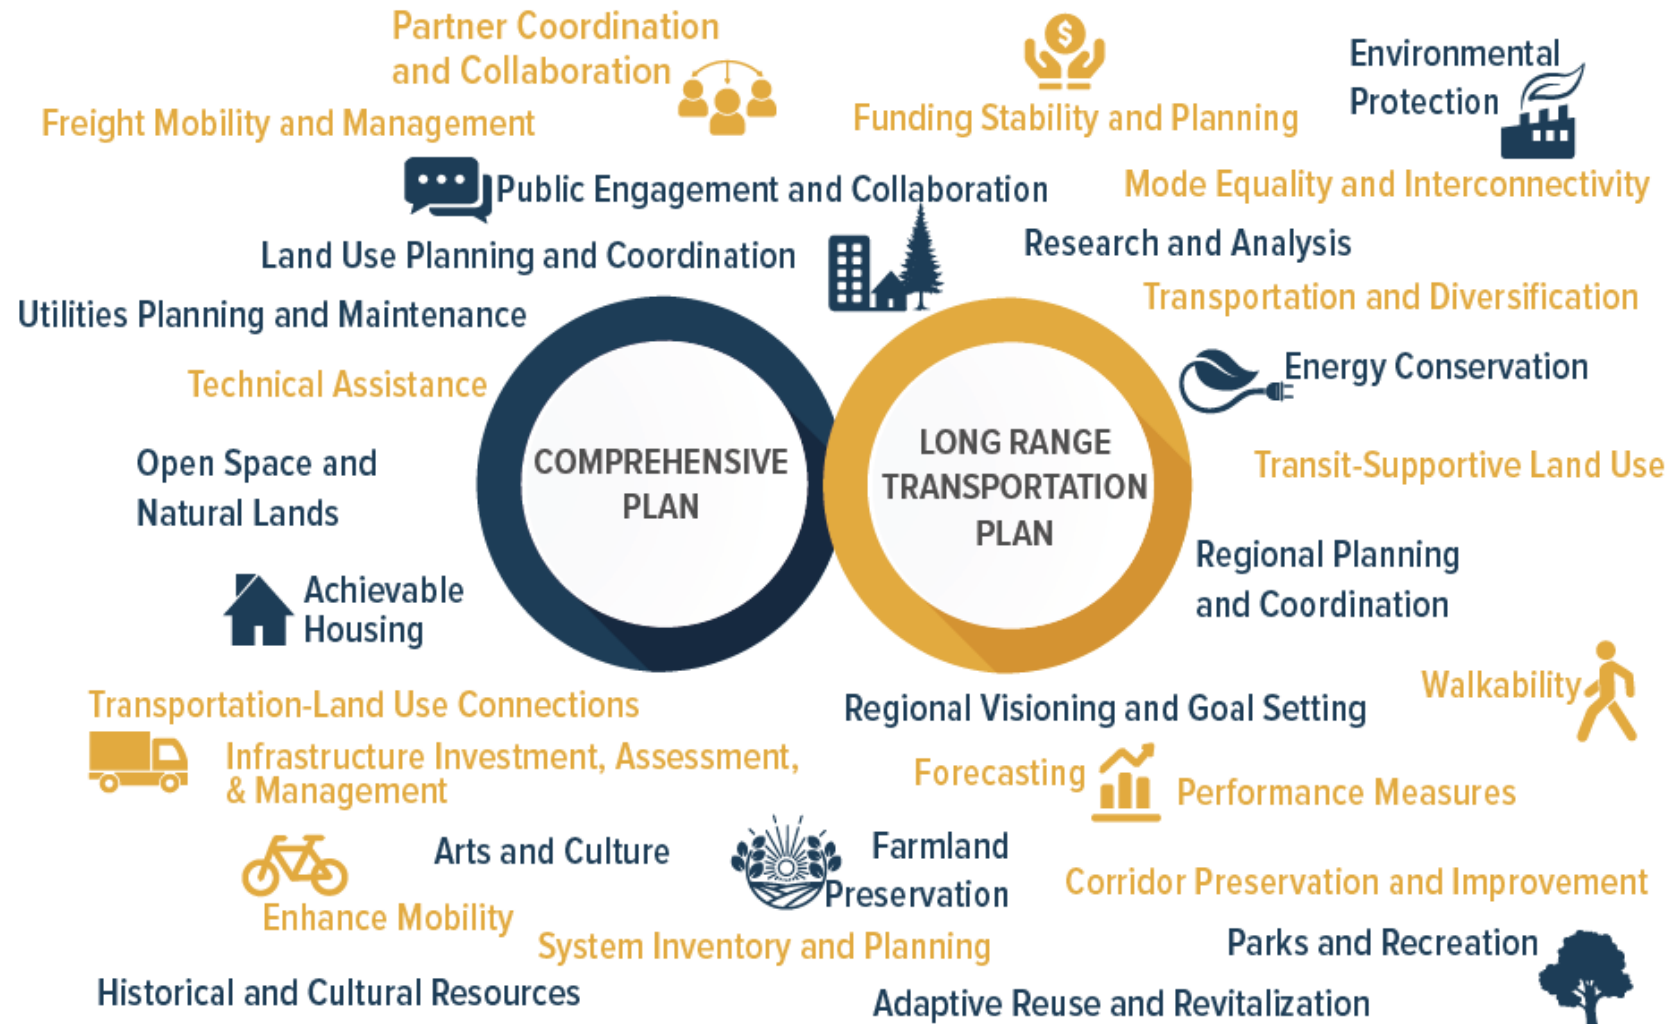 Partner Coordination
and Collaboration
$
Environmental
Protection
Freight Mobility and Management
Funding Stability and Planning
Public Engagement and Collaboration
Mode Equality and Interconnectivity
Land Use Planning and Coordination
Research and Analysis
Utilities Planning and Maintenance
Transportation and Diversification
Technical Assistance
Energy Conservation
COMPREHENSIVE
PLAN
LONG RANGE
TRANSPORTATION
PLAN
Open Space and
Natural Lands
Transit-Supportive Land Use
Regional Planning
and Coordination
Achievable
Housing
Transportation-Land Use Connections
Regional Visioning and Goal Setting
Walkability
Infrastructure Investment, Assessment,
& Management
Forecasting
Performance Measures
Arts and Culture
Farmland
Preservation
Corridor Preservation and Improvement
Enhance Mobility
System Inventory and Planning
Parks and Recreation
Historical and Cultural Resources
Adaptive Reuse and Revitalization